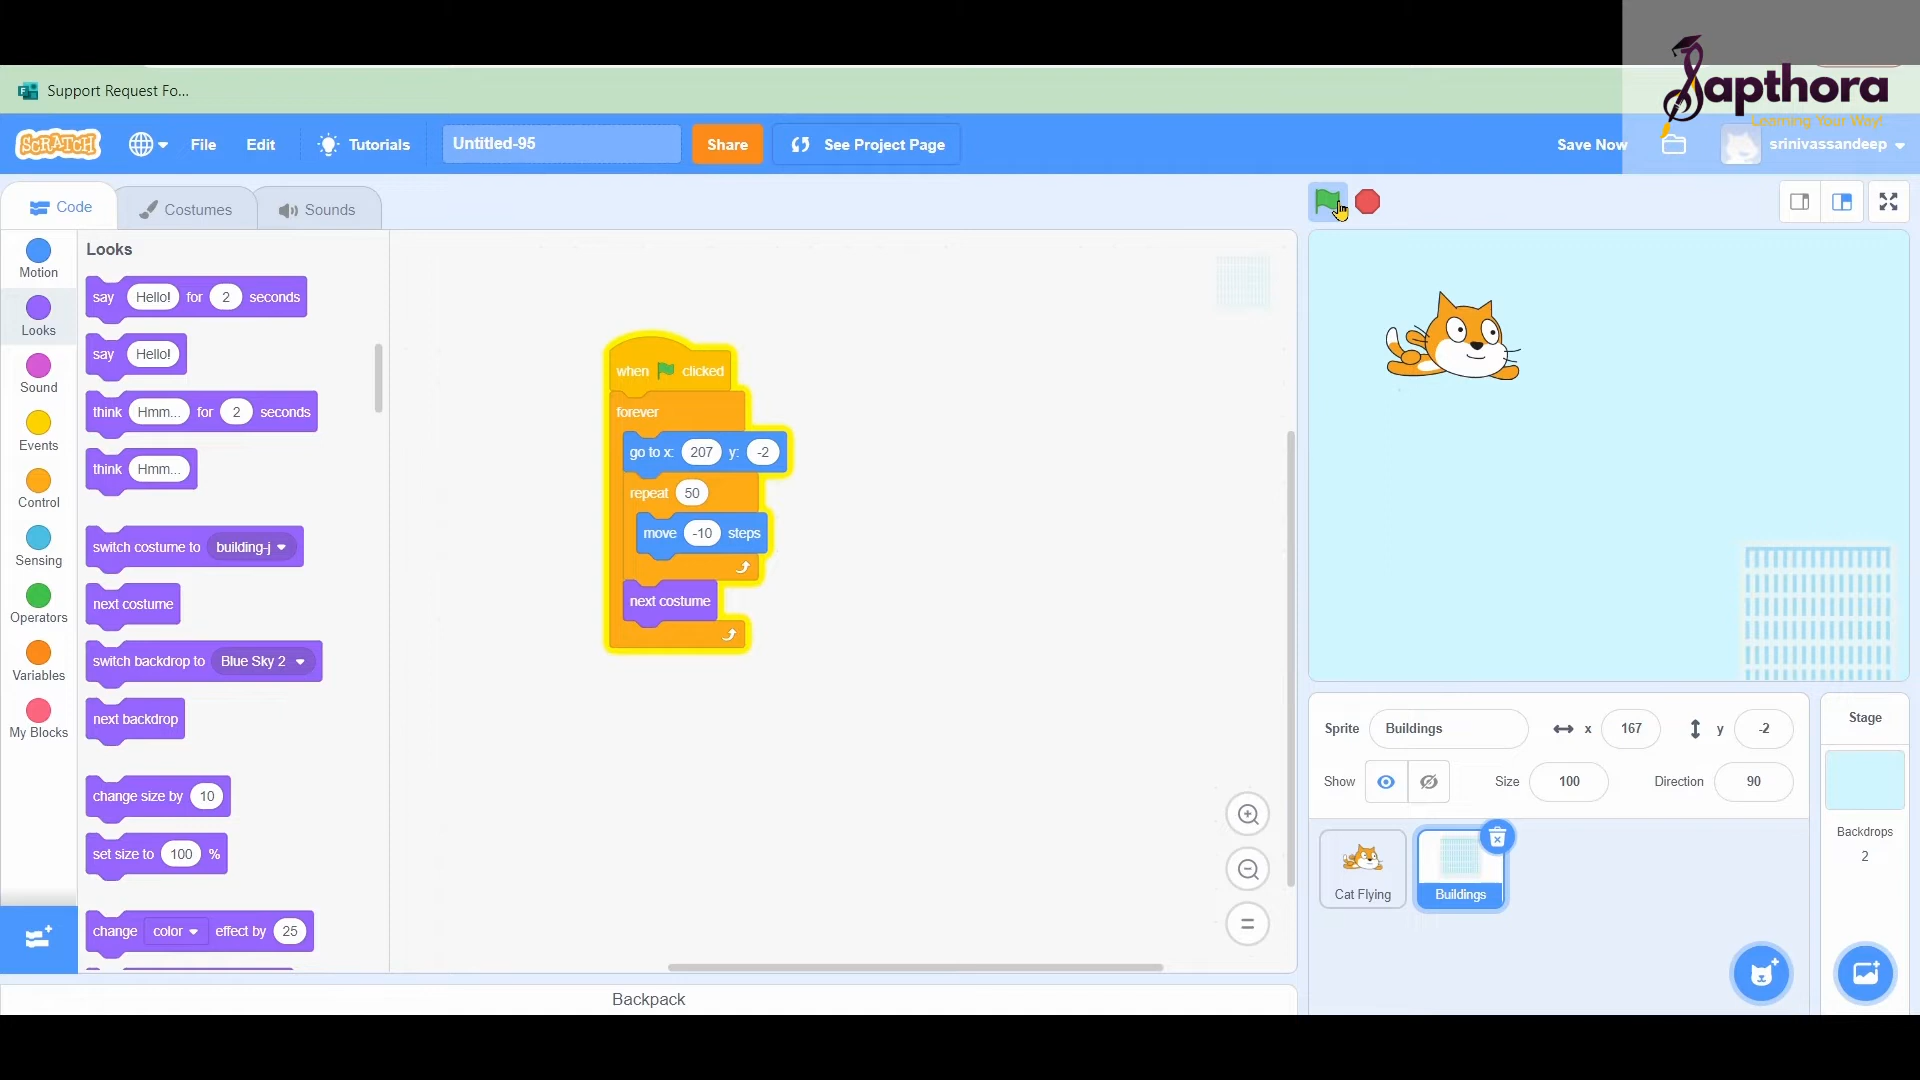 Support Request Fo...
Sapthora
Learning Your Way!
SCRATCH
File
Edit
Tutorials
Untitled-95
Share
See Project Page
Save Now
srinivassandeep
Code
Costumes
Sounds
Motion
Looks
Sound
Events
Control
Sensing
Operators
Variables
My Blocks
Looks
say Hello! for 2 seconds
say Hello!
think Hmm... for 2 seconds
think Hmm...
switch costume to building-j
next costume
switch backdrop to Blue Sky 2
next backdrop
change size by 10
set size to 100 %
change color effect by 25
when clicked
forever
go to x: 207 y: -2
repeat 50
move -10 steps
next costume
Sprite Buildings x 167 y -2
Show Size 100 Direction 90
Cat Flying
Buildings
Stage
Backdrops
2
Backpack